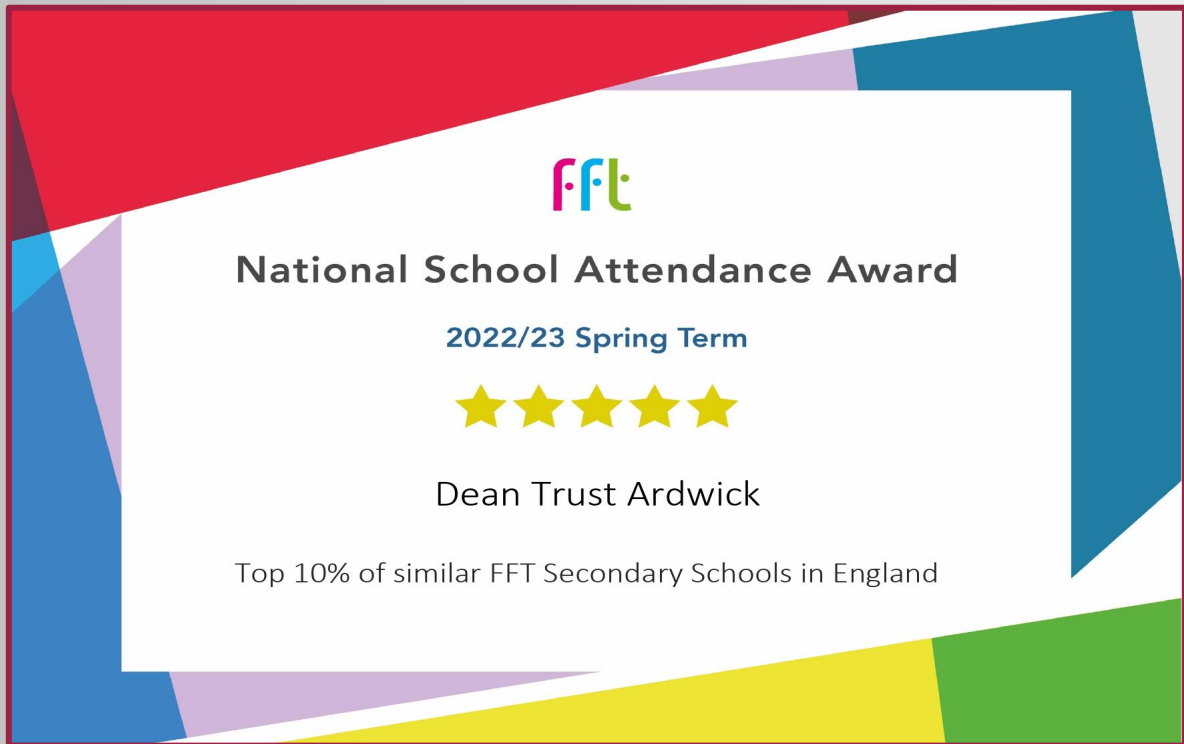 fft
National School Attendance Award
2022/23 Spring Term
Dean Trust Ardwick
Top 10% of similar FFT Secondary Schools in England